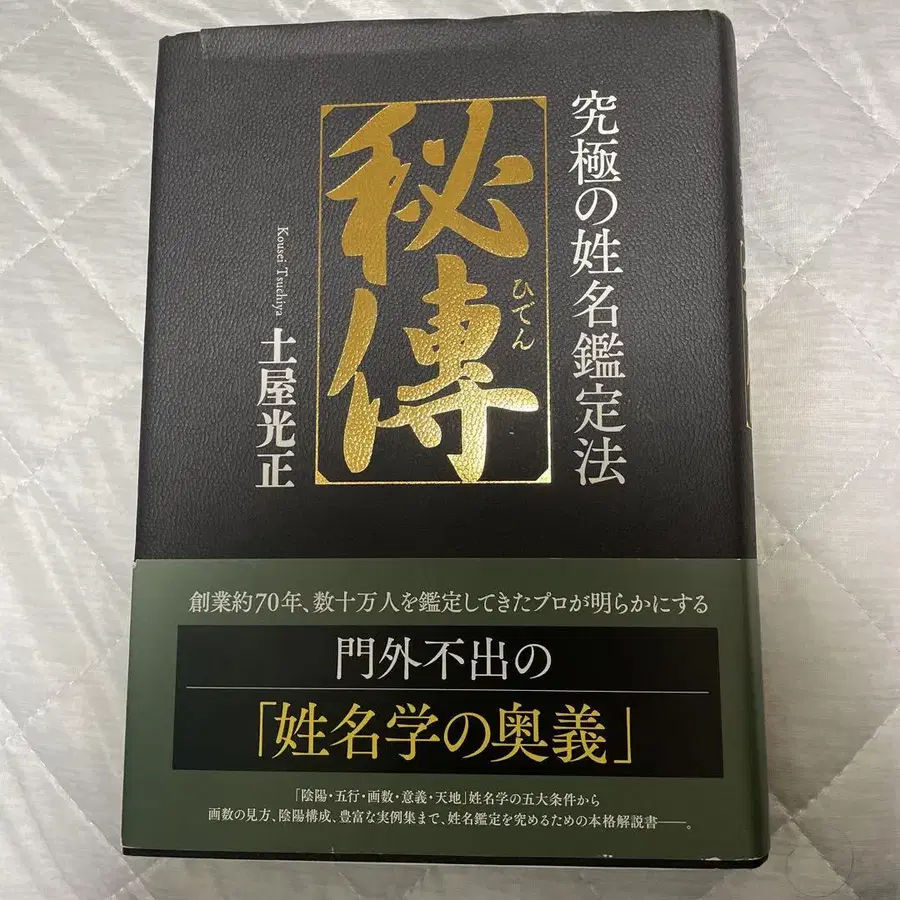 究極の姓名鑑定法
秘傳
ひでん
Kousei Tsuchiya
土屋光正
創業約70年、数十万人を鑑定してきたプロが明らかにする
門外不出の
「姓名学の奥義」
「陰陽・五行・画数・意義・天地」姓名学の五大条件から
画数の見方、陰陽構成、豊富な実例集まで、姓名鑑定を究めるための本格解説書──。